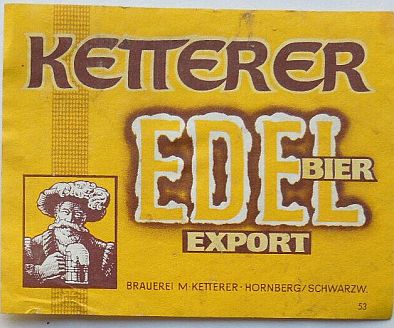 KETTERER
EDEL
BIER
EXPORT
BRAUEREI M·KETTERER·HORNBERG/SCHWARZW.
53